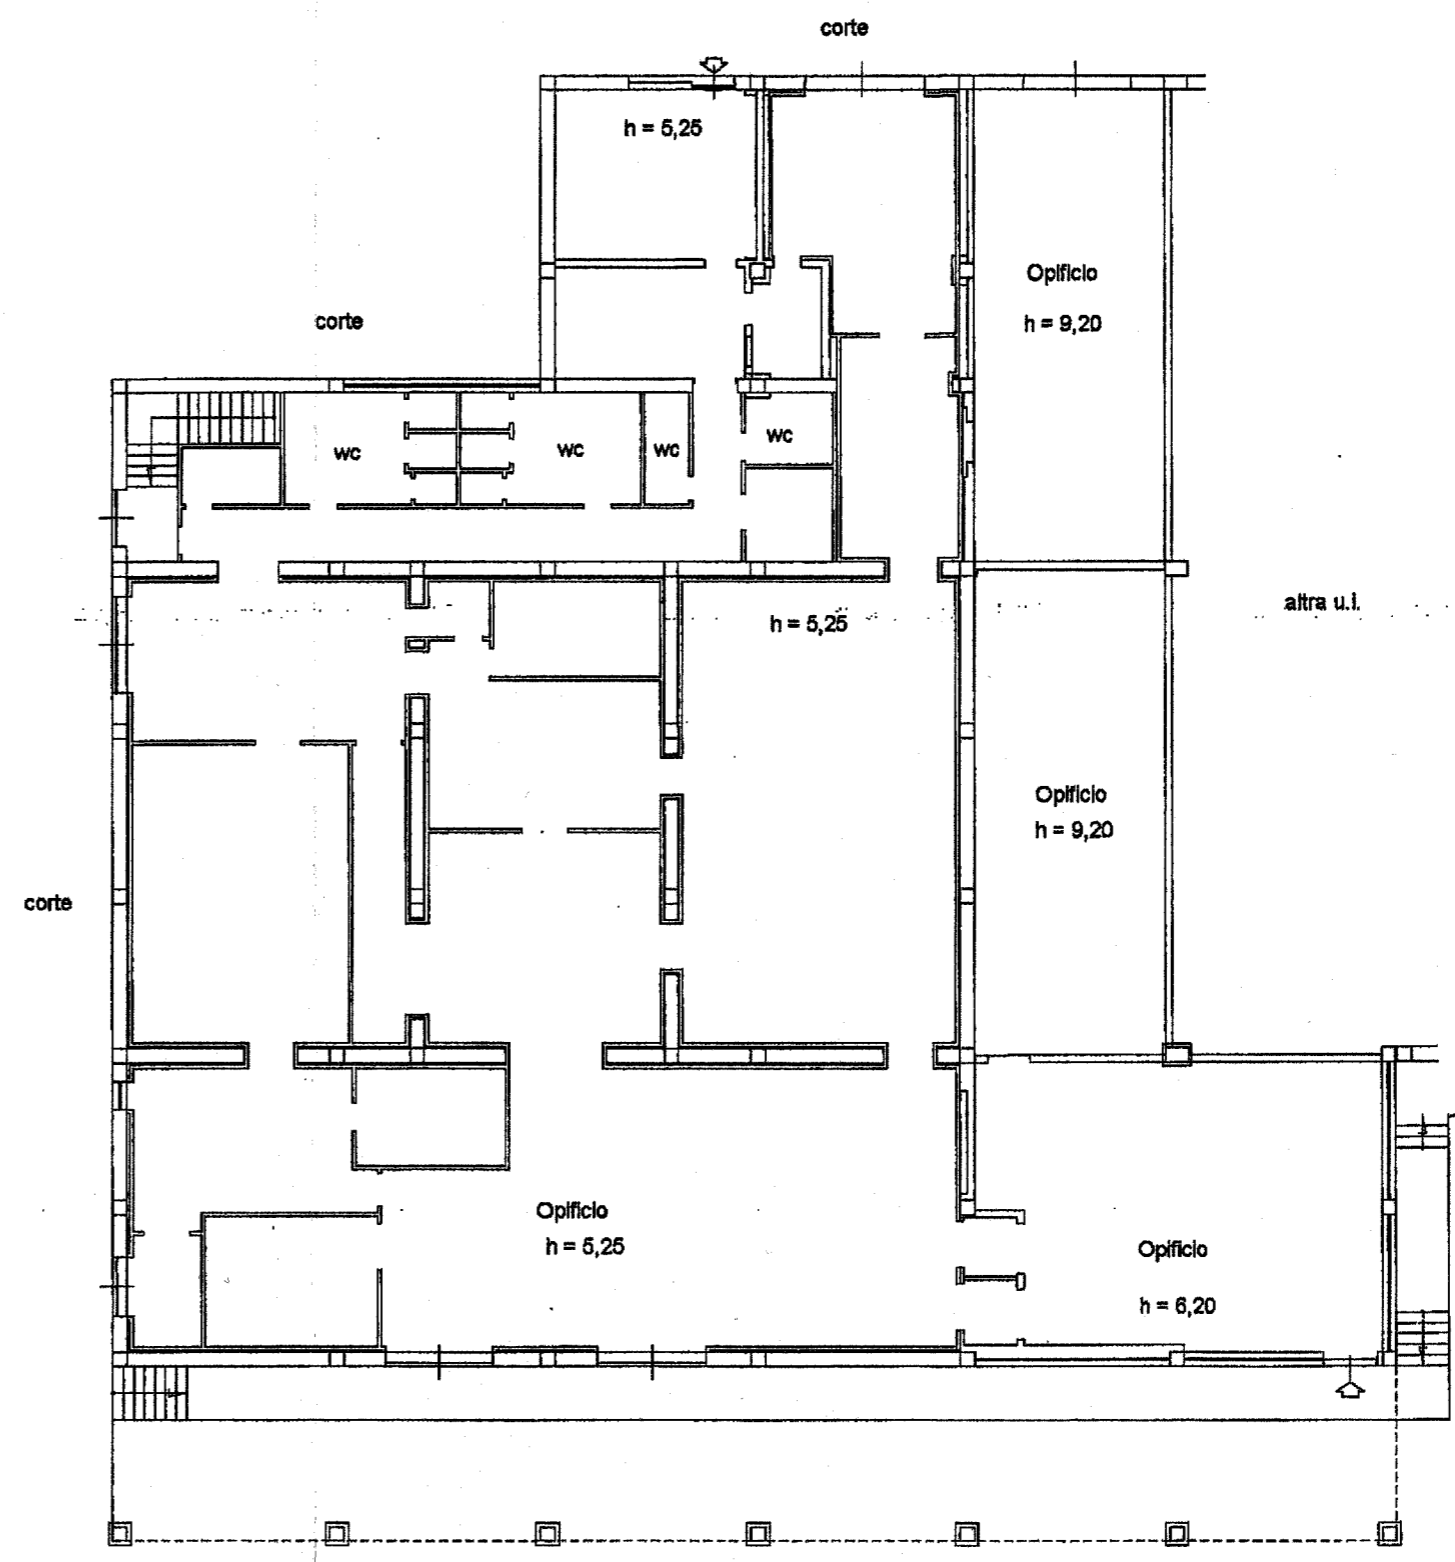 corte
h = 5,25
Opificio
h = 9,20
corte
wc
wc
wc
wc
h = 5,25
altra u.i.
Opificio
h = 9,20
corte
Opificio
h = 5,25
Opificio
h = 6,20